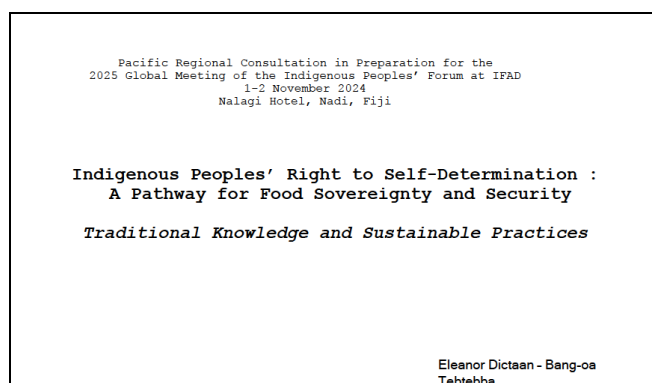 Pacific Regional Consultation in Preparation for the
2025 Global Meeting of the Indigenous Peoples’ Forum at IFAD
1-2 November 2024
Nalagi Hotel, Nadi, Fiji
Indigenous Peoples’ Right to Self-Determination :
A Pathway for Food Sovereignty and Security
Traditional Knowledge and Sustainable Practices
Eleanor Dictaan - Bang-oa
Tebtebba